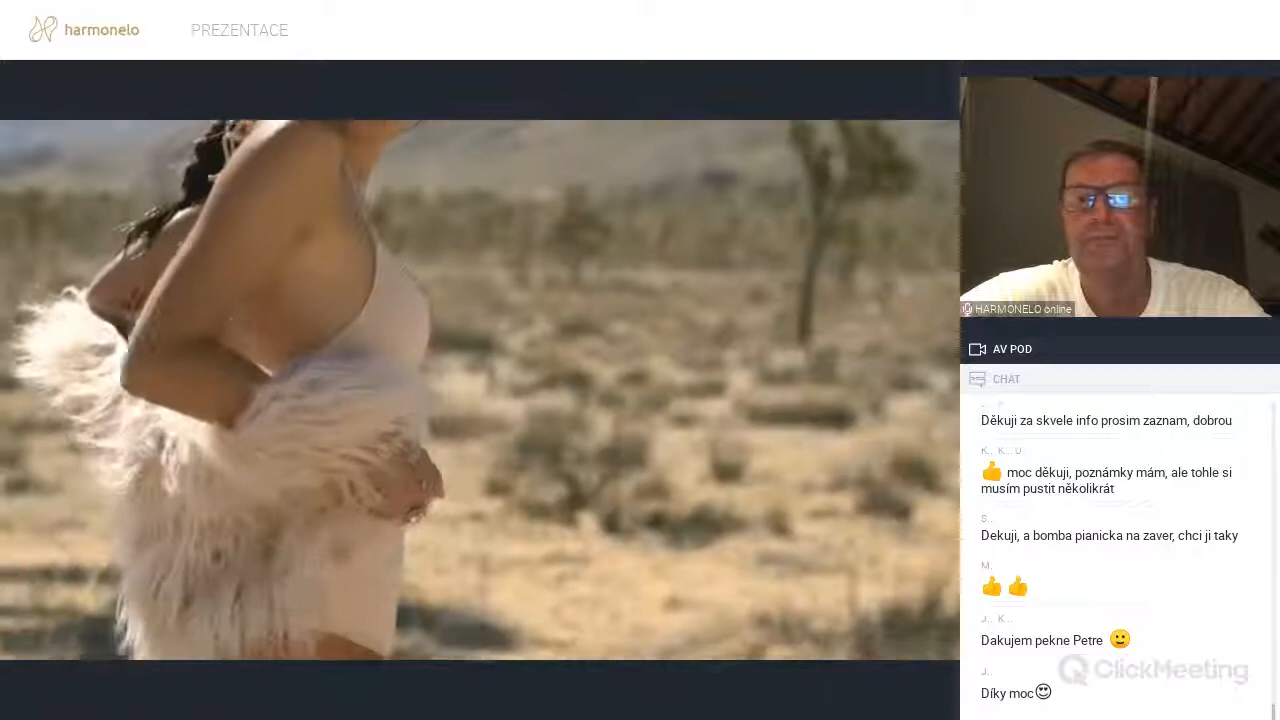 harmonelo
PREZENTACE
HARMONELO online
AV POD
CHAT
Děkuji za skvele info prosim zaznam, dobrou
K.. K... U
👍 moc děkuji, poznámky mám, ale tohle si
musím pustit několikrát
S..
Dekuji, a bomba pianicka na zaver, chci ji taky
M.
👍 👍
J.. K...
Dakujem pekne Petre 🙂
J..
Díky moc😍
ClickMeeting